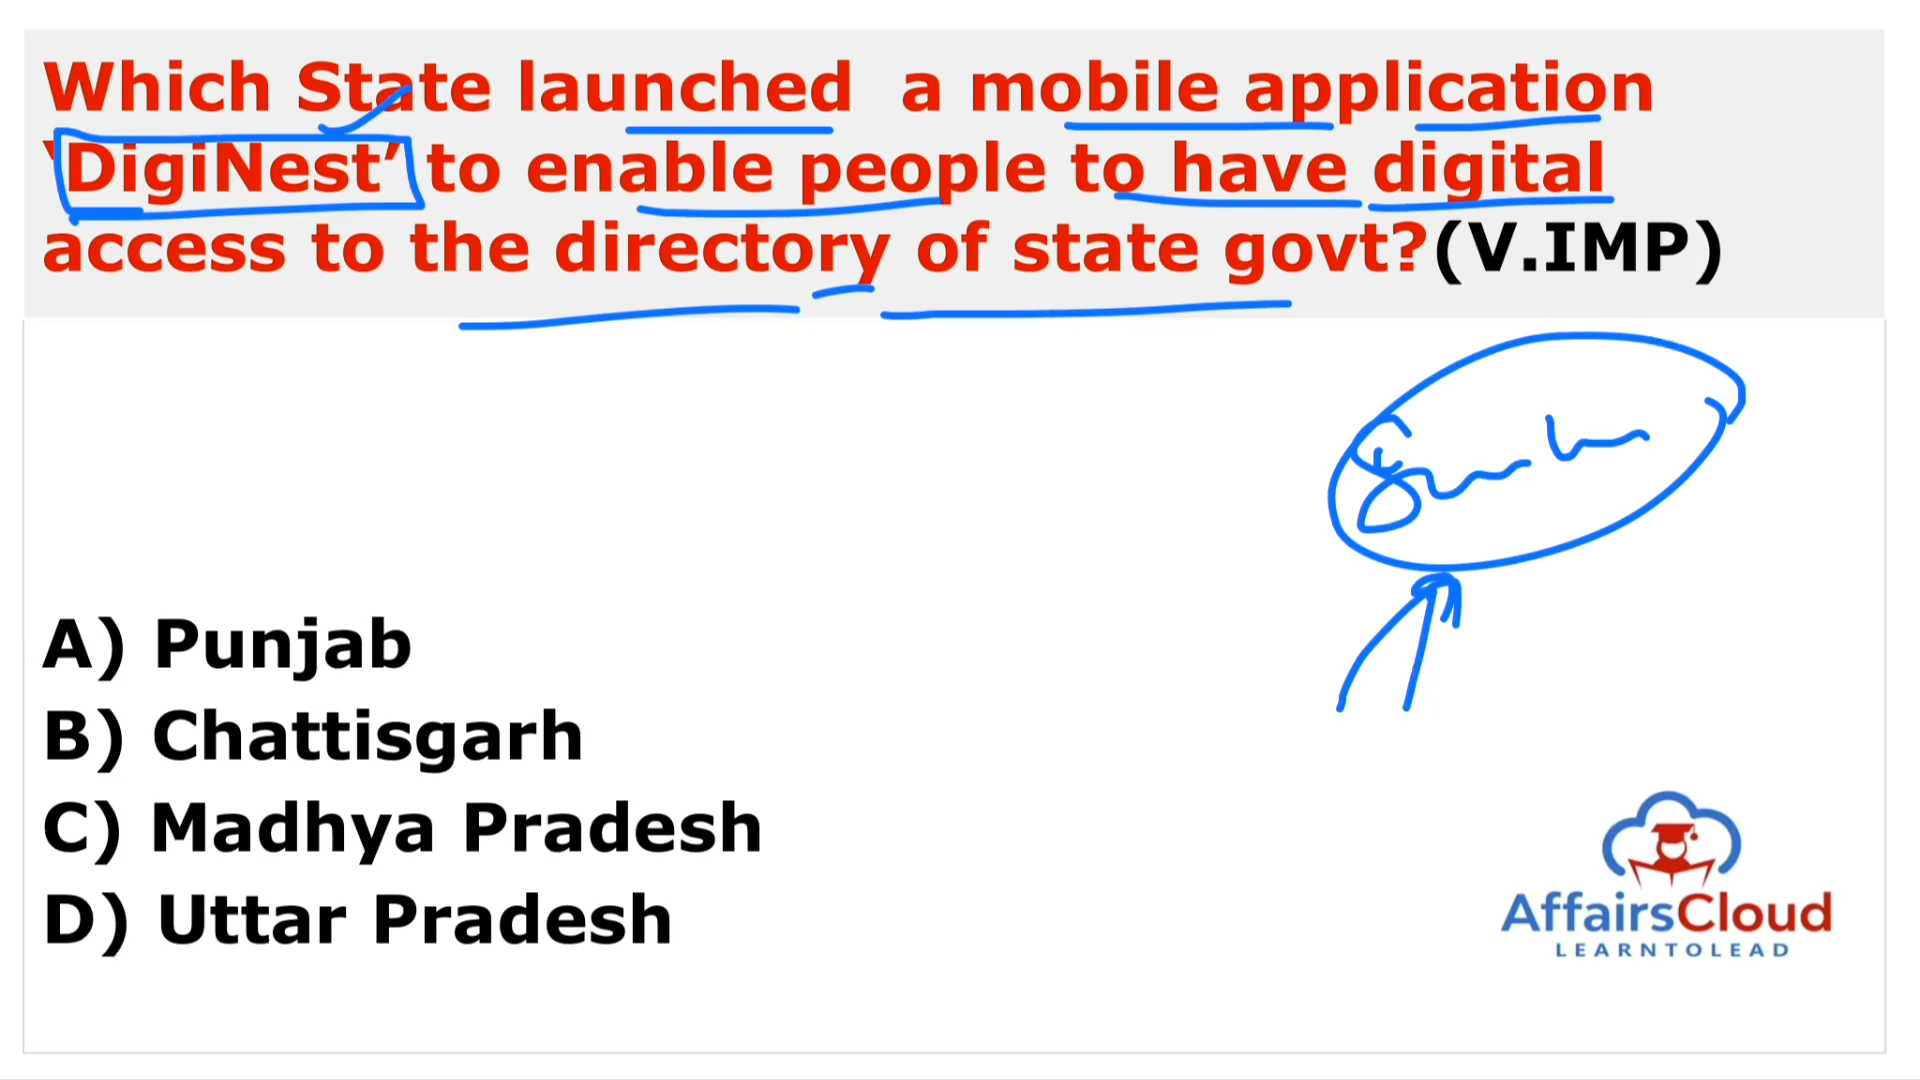 Which State launched a mobile application
‘DigiNest’ to enable people to have digital
access to the directory of state govt?(V.IMP)
A) Punjab
B) Chattisgarh
C) Madhya Pradesh
D) Uttar Pradesh
AffairsCloud
LEARNTOLEAD